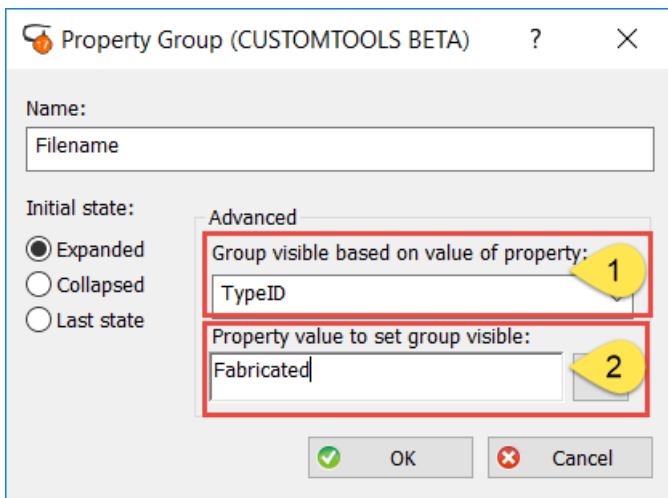 Property Group (CUSTOMTOOLS BETA) ?
Name:
Filename
Initial state:
Expanded
Collapsed
Last state
Advanced
Group visible based on value of property:
1
TypeID
Property value to set group visible:
Fabricated
2
OK
Cancel